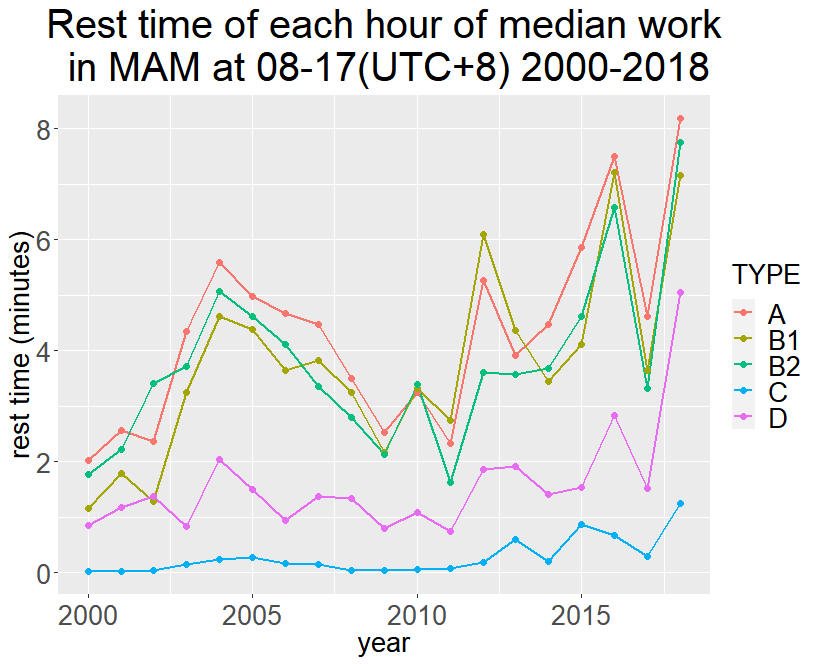 Rest time of each hour of median work
in MAM at 08-17(UTC+8) 2000-2018
rest time (minutes)
8
6
4
2
0
2000 2005 2010 2015
year
TYPE
A
B1
B2
C
D